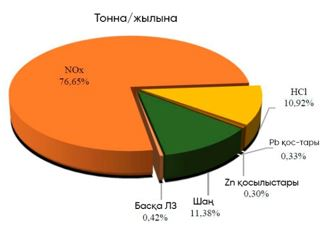 Тонна/жылына
NOx
76,65%
HCl
10,92%
Pb қос-тары
0,33%
Zn қосылыстары
0,30%
Шаң
11,38%
Басқа ЛЗ
0,42%